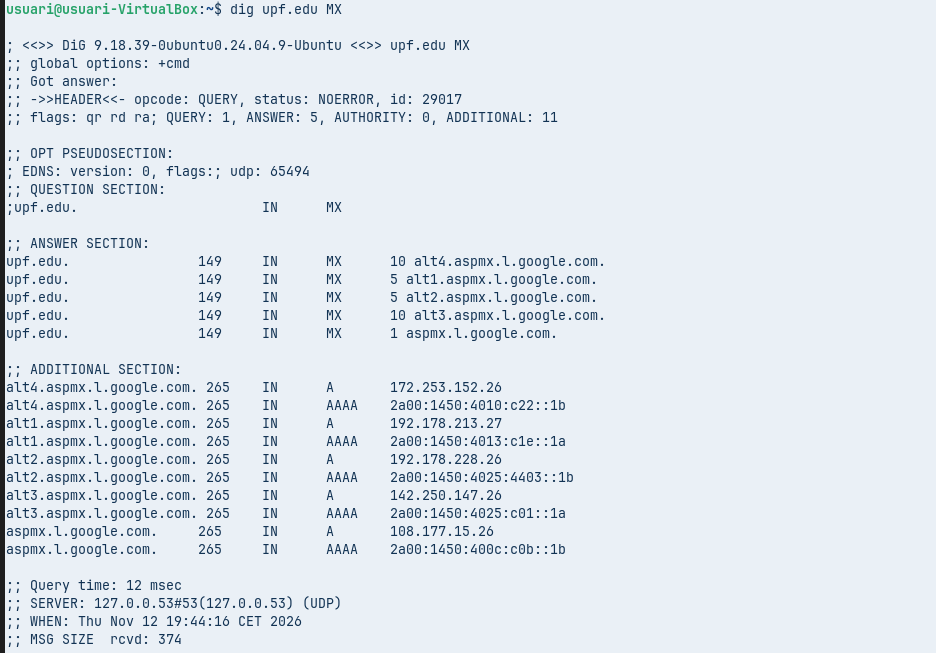 usuari@usuari-VirtualBox:~$ dig upf.edu MX
; <<>> DiG 9.18.39-0ubuntu0.24.04.9-Ubuntu <<>> upf.edu MX
;; global options: +cmd
;; Got answer:
;; ->>HEADER<<- opcode: QUERY, status: NOERROR, id: 29017
;; flags: qr rd ra; QUERY: 1, ANSWER: 5, AUTHORITY: 0, ADDITIONAL: 11
;; OPT PSEUDOSECTION:
; EDNS: version: 0, flags:; udp: 65494
;; QUESTION SECTION:
;upf.edu. IN MX
;; ANSWER SECTION:
upf.edu. 149 IN MX 10 alt4.aspmx.l.google.com.
upf.edu. 149 IN MX 5 alt1.aspmx.l.google.com.
upf.edu. 149 IN MX 5 alt2.aspmx.l.google.com.
upf.edu. 149 IN MX 10 alt3.aspmx.l.google.com.
upf.edu. 149 IN MX 1 aspmx.l.google.com.
;; ADDITIONAL SECTION:
alt4.aspmx.l.google.com. 265 IN A 172.253.152.26
alt4.aspmx.l.google.com. 265 IN AAAA 2a00:1450:4010:c22::1b
alt1.aspmx.l.google.com. 265 IN A 192.178.213.27
alt1.aspmx.l.google.com. 265 IN AAAA 2a00:1450:4013:c1e::1a
alt2.aspmx.l.google.com. 265 IN A 192.178.228.26
alt2.aspmx.l.google.com. 265 IN AAAA 2a00:1450:4025:4403::1b
alt3.aspmx.l.google.com. 265 IN A 142.250.147.26
alt3.aspmx.l.google.com. 265 IN AAAA 2a00:1450:4025:c01::1a
aspmx.l.google.com. 265 IN A 108.177.15.26
aspmx.l.google.com. 265 IN AAAA 2a00:1450:400c:c0b::1b
;; Query time: 12 msec
;; SERVER: 127.0.0.53#53(127.0.0.53) (UDP)
;; WHEN: Thu Nov 12 19:44:16 CET 2026
;; MSG SIZE rcvd: 374